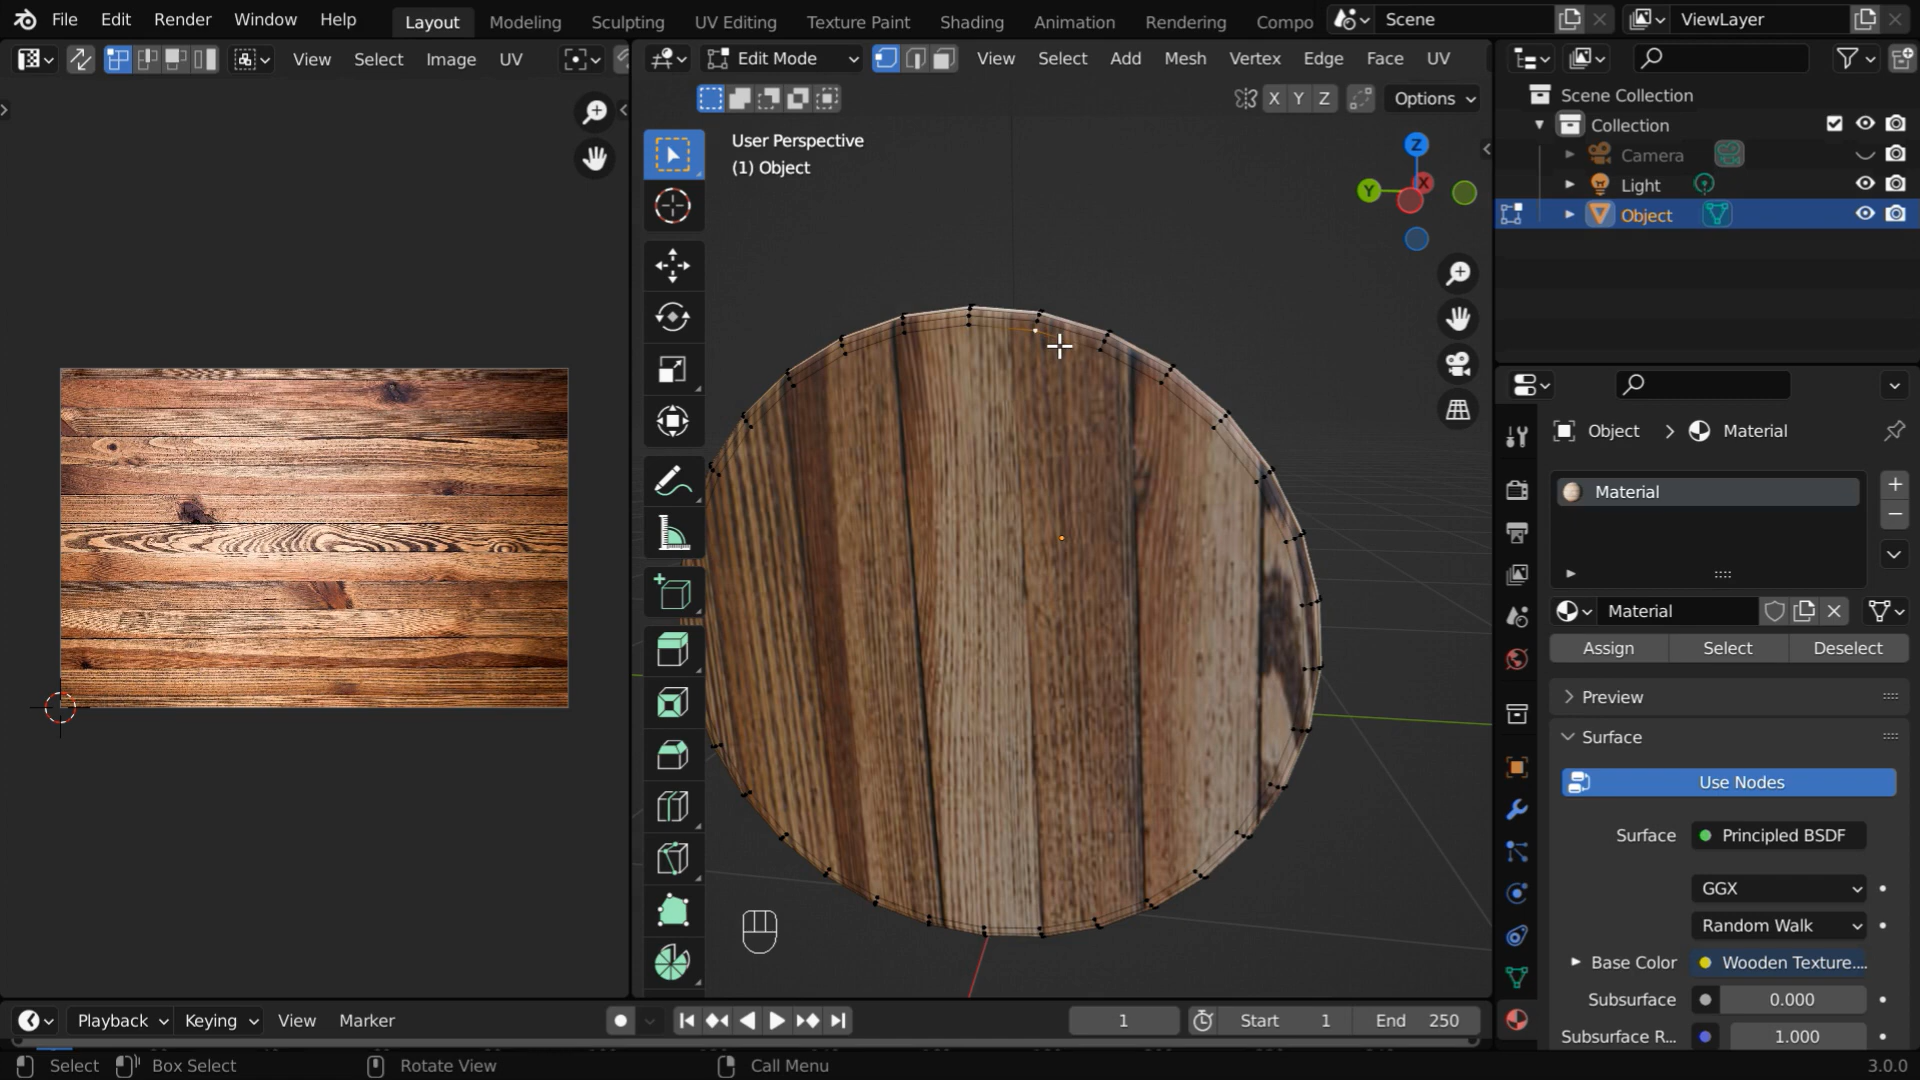 File Edit Render Window Help Layout Modeling Sculpting UV Editing Texture Paint Shading Animation Rendering Compo Scene ViewLayer
View Select Image UV Edit Mode View Select Add Mesh Vertex Edge Face UV
X Y Z Options
User Perspective
(1) Object
Z
Y
X
Scene Collection
Collection
Camera
Light
Object
Object > Material
Material
Material
Assign Select Deselect
Preview
Surface
Use Nodes
Surface Principled BSDF
GGX
Random Walk
Base Color Wooden Texture....
Subsurface 0.000
Subsurface R... 1.000
Playback Keying View Marker 1 Start 1 End 250
Select Box Select Rotate View Call Menu 3.0.0